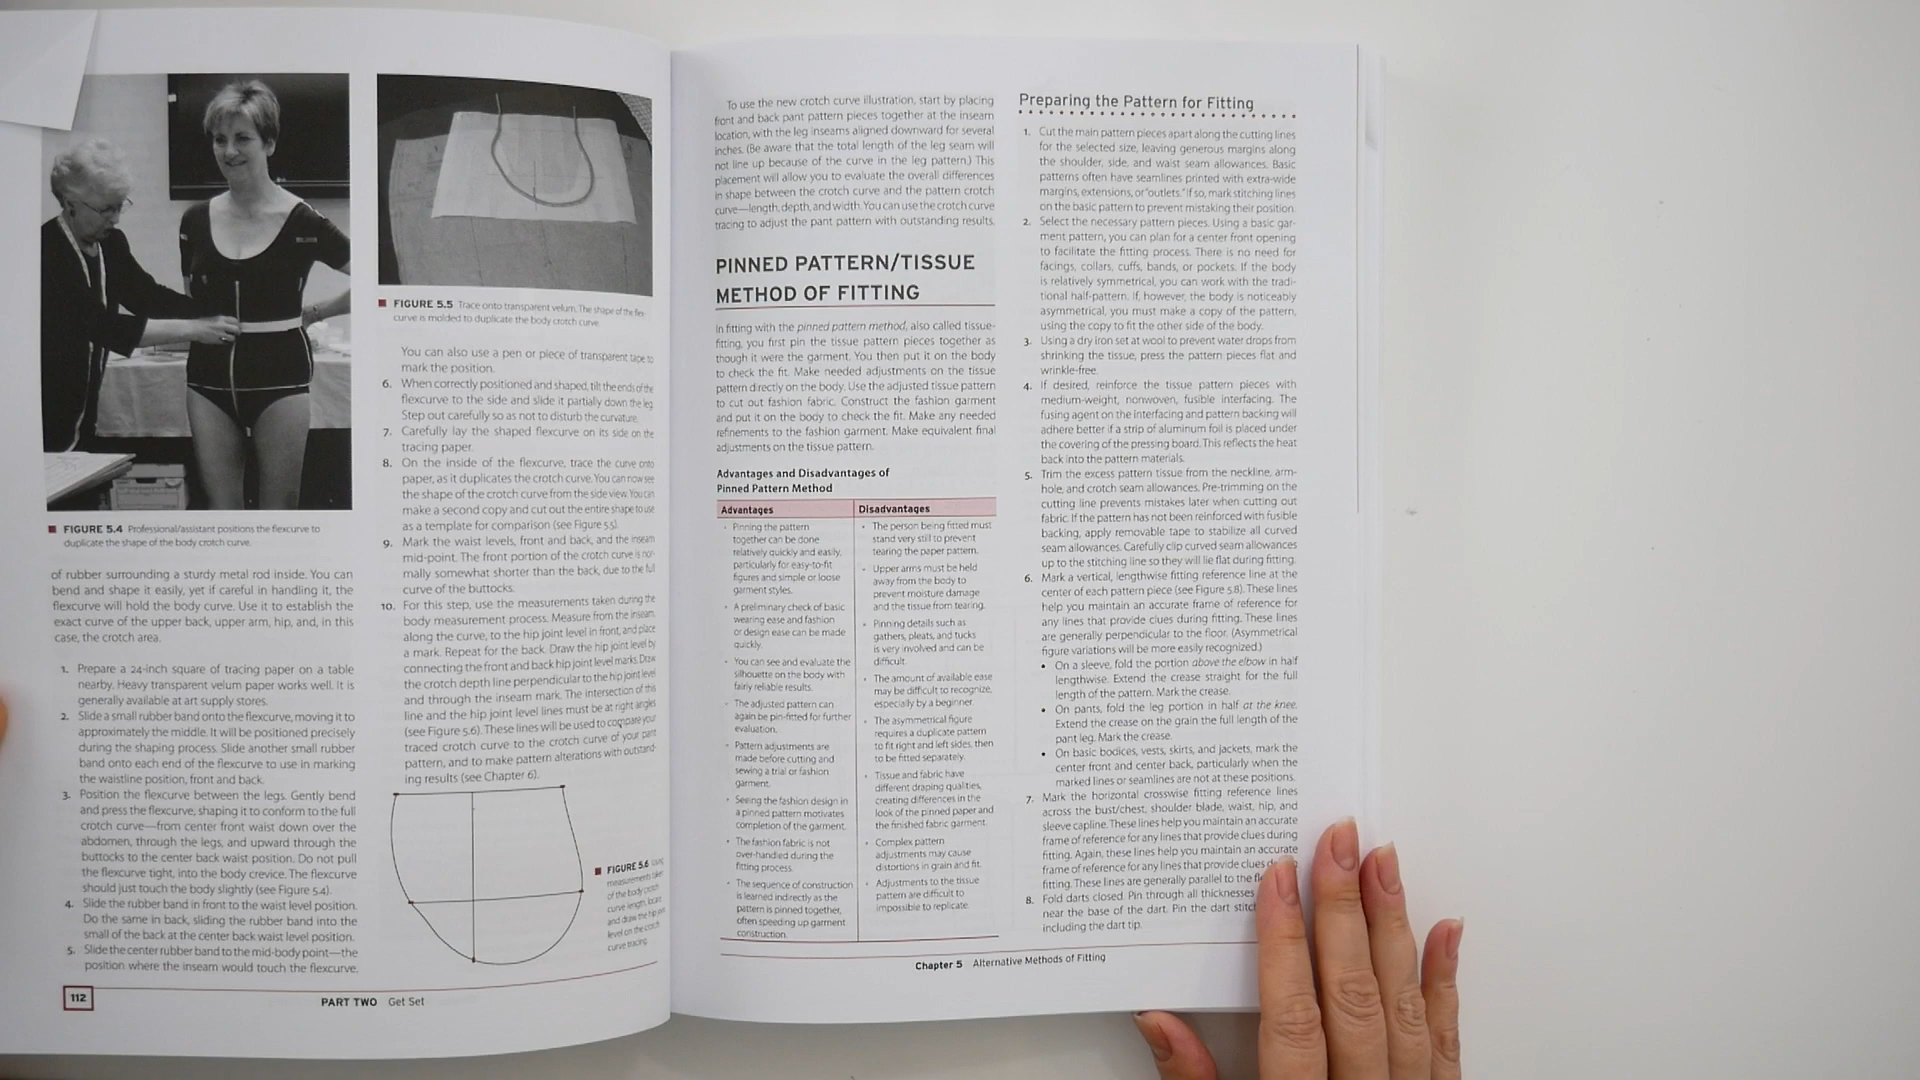 FIGURE 5.4 Professional/assistant positions the flexcurve to
duplicate the shape of the body crotch curve.
of rubber surrounding a sturdy metal rod inside. You can
bend and shape it easily, yet if careful in handling it, the
flexcurve will hold the body curve. Use it to establish the
exact curve of the upper back, upper arm, hip, and, in this
case, the crotch area.
1. Prepare a 24-inch square of tracing paper on a table
nearby. Heavy transparent velum paper works well. It is
generally available at art supply stores.
2. Slide a small rubber band onto the flexcurve, moving it to
approximately the middle. It will be positioned precisely
during the shaping process. Slide another small rubber
band onto each end of the flexcurve to use in marking
the waistline position, front and back.
3. Position the flexcurve between the legs. Gently bend
and press the flexcurve, shaping it to conform to the full
crotch curve—from center front waist down over the
abdomen, through the legs, and upward through the
buttocks to the center back waist position. Do not pull
the flexcurve tight, into the body crevice. The flexcurve
should just touch the body slightly (see Figure 5.4).
4. Slide the rubber band in front to the waist level position.
Do the same in back, sliding the rubber band into the
small of the back at the center back waist level position.
5. Slide the center rubber band to the mid-body point—the
position where the inseam would touch the flexcurve.
112
PART TWO Get Set
FIGURE 5.5 Trace onto transparent velum. The shape of the flex-
curve is molded to duplicate the body crotch curve
You can also use a pen or piece of transparent tape to
mark the position.
6. When correctly positioned and shaped, tilt the ends of the
flexcurve to the side and slide it partially down the leg.
Step out carefully so as not to disturb the curvature.
7. Carefully lay the shaped flexcurve on its side on the
tracing paper.
8. On the inside of the flexcurve, trace the curve onto
paper, as it duplicates the crotch curve. You can now see
the shape of the crotch curve from the side view. You can
make a second copy and cut out the entire shape to use
as a template for comparison (see Figure 5.5).
9. Mark the waist levels, front and back, and the inseam
mid-point. The front portion of the crotch curve is nor-
mally somewhat shorter than the back, due to the full
curve of the buttocks.
10. For this step, use the measurements taken during the
body measurement process. Measure from the inseam,
along the curve, to the hip joint level in front, and place
a mark. Repeat for the back. Draw the hip joint level by
connecting the front and back hip joint level marks. Draw
the crotch depth line perpendicular to the hip joint level
and through the inseam mark. The intersection of this
line and the hip joint level lines must be at right angles
(see Figure 5.6). These lines will be used to compare your
traced crotch curve to the crotch curve of your pant
pattern, and to make pattern alterations with outstand-
ing results (see Chapter 6).
FIGURE 5.6 Using
measurements taken
of the body crotch
curve length, locate
and draw the hip joint
level on the crotch
curve tracing
To use the new crotch curve illustration, start by placing
front and back pant pattern pieces together at the inseam
location, with the leg inseams aligned downward for several
inches. (Be aware that the total length of the leg seam will
not line up because of the curve in the leg pattern.) This
placement will allow you to evaluate the overall differences
in shape between the crotch curve and the pattern crotch
curve—length, depth, and width. You can use the crotch curve
tracing to adjust the pant pattern with outstanding results.
PINNED PATTERN/TISSUE
METHOD OF FITTING
In fitting with the pinned pattern method, also called tissue-
fitting, you first pin the tissue pattern pieces together as
though it were the garment. You then put it on the body
to check the fit. Make needed adjustments on the tissue
pattern directly on the body. Use the adjusted tissue pattern
to cut out fashion fabric. Construct the fashion garment
and put it on the body to check the fit. Make any needed
refinements to the fashion garment. Make equivalent final
adjustments on the tissue pattern.
Advantages and Disadvantages of
Pinned Pattern Method
Advantages
• Pinning the pattern
together can be done
relatively quickly and easily,
particularly for easy-to-fit
figures and simple or loose
garment styles.
• A preliminary check of basic
wearing ease and fashion
or design ease can be made
quickly.
• You can see and evaluate the
silhouette on the body with
fairly reliable results.
• The adjusted pattern can
again be pin-fitted for further
evaluation.
• Pattern adjustments are
made before cutting and
sewing a trial or fashion
garment.
• Seeing the fashion design in
a pinned pattern motivates
completion of the garment.
• The fashion fabric is not
over-handled during the
fitting process.
• The sequence of construction
is learned indirectly as the
pattern is pinned together,
often speeding up garment
construction.
Disadvantages
• The person being fitted must
stand very still to prevent
tearing the paper pattern.
• Upper arms must be held
away from the body to
prevent moisture damage
and the tissue from tearing.
• Pinning details such as
gathers, pleats, and tucks
is very involved and can be
difficult.
• The amount of available ease
may be difficult to recognize,
especially by a beginner.
• The asymmetrical figure
requires a duplicate pattern
to fit right and left sides, then
to be fitted separately.
• Tissue and fabric have
different draping qualities,
creating differences in the
look of the pinned paper and
the finished fabric garment.
• Complex pattern
adjustments may cause
distortions in grain and fit.
• Adjustments to the tissue
pattern are difficult to
impossible to replicate.
Preparing the Pattern for Fitting
1. Cut the main pattern pieces apart along the cutting lines
for the selected size, leaving generous margins along
the shoulder, side, and waist seam allowances. Basic
patterns often have seamlines printed with extra-wide
margins, extensions, or "outlets." If so, mark stitching lines
on the basic pattern to prevent mistaking their position.
2. Select the necessary pattern pieces. Using a basic gar-
ment pattern, you can plan for a center front opening
to facilitate the fitting process. There is no need for
facings, collars, cuffs, bands, or pockets. If the body
is relatively symmetrical, you can work with the tradi-
tional half-pattern. If, however, the body is noticeably
asymmetrical, you must make a copy of the pattern,
using the copy to fit the other side of the body.
3. Using a dry iron set at wool to prevent water drops from
shrinking the tissue, press the pattern pieces flat and
wrinkle-free.
4. If desired, reinforce the tissue pattern pieces with
medium-weight, nonwoven, fusible interfacing. The
fusing agent on the interfacing and pattern backing will
adhere better if a strip of aluminum foil is placed under
the covering of the pressing board. This reflects the heat
back into the pattern materials.
5. Trim the excess pattern tissue from the neckline, arm-
hole, and crotch seam allowances. Pre-trimming on the
cutting line prevents mistakes later when cutting out
fabric. If the pattern has not been reinforced with fusible
backing, apply removable tape to stabilize all curved
seam allowances. Carefully clip curved seam allowances
up to the stitching line so they will lie flat during fitting.
6. Mark a vertical, lengthwise fitting reference line at the
center of each pattern piece (see Figure 5.8). These lines
help you maintain an accurate frame of reference for
any lines that provide clues during fitting. These lines
are generally perpendicular to the floor. (Asymmetrical
figure variations will be more easily recognized.)
• On a sleeve, fold the portion above the elbow in half
lengthwise. Extend the crease straight for the full
length of the pattern. Mark the crease.
• On pants, fold the leg portion in half at the knee.
Extend the crease on the grain the full length of the
pant leg. Mark the crease.
• On basic bodices, vests, skirts, and jackets, mark the
center front and center back, particularly when the
marked lines or seamlines are not at these positions.
7. Mark the horizontal crosswise fitting reference lines
across the bust/chest, shoulder blade, waist, hip, and
sleeve capline. These lines help you maintain an accurate
frame of reference for any lines that provide clues during
fitting. Again, these lines help you maintain an accurate
frame of reference for any lines that provide clues
fitting. These lines are generally parallel to the
8. Fold darts closed. Pin through all thicknesses
near the base of the dart. Pin the dart
including the dart tip.
Chapter 5 Alternative Methods of Fitting